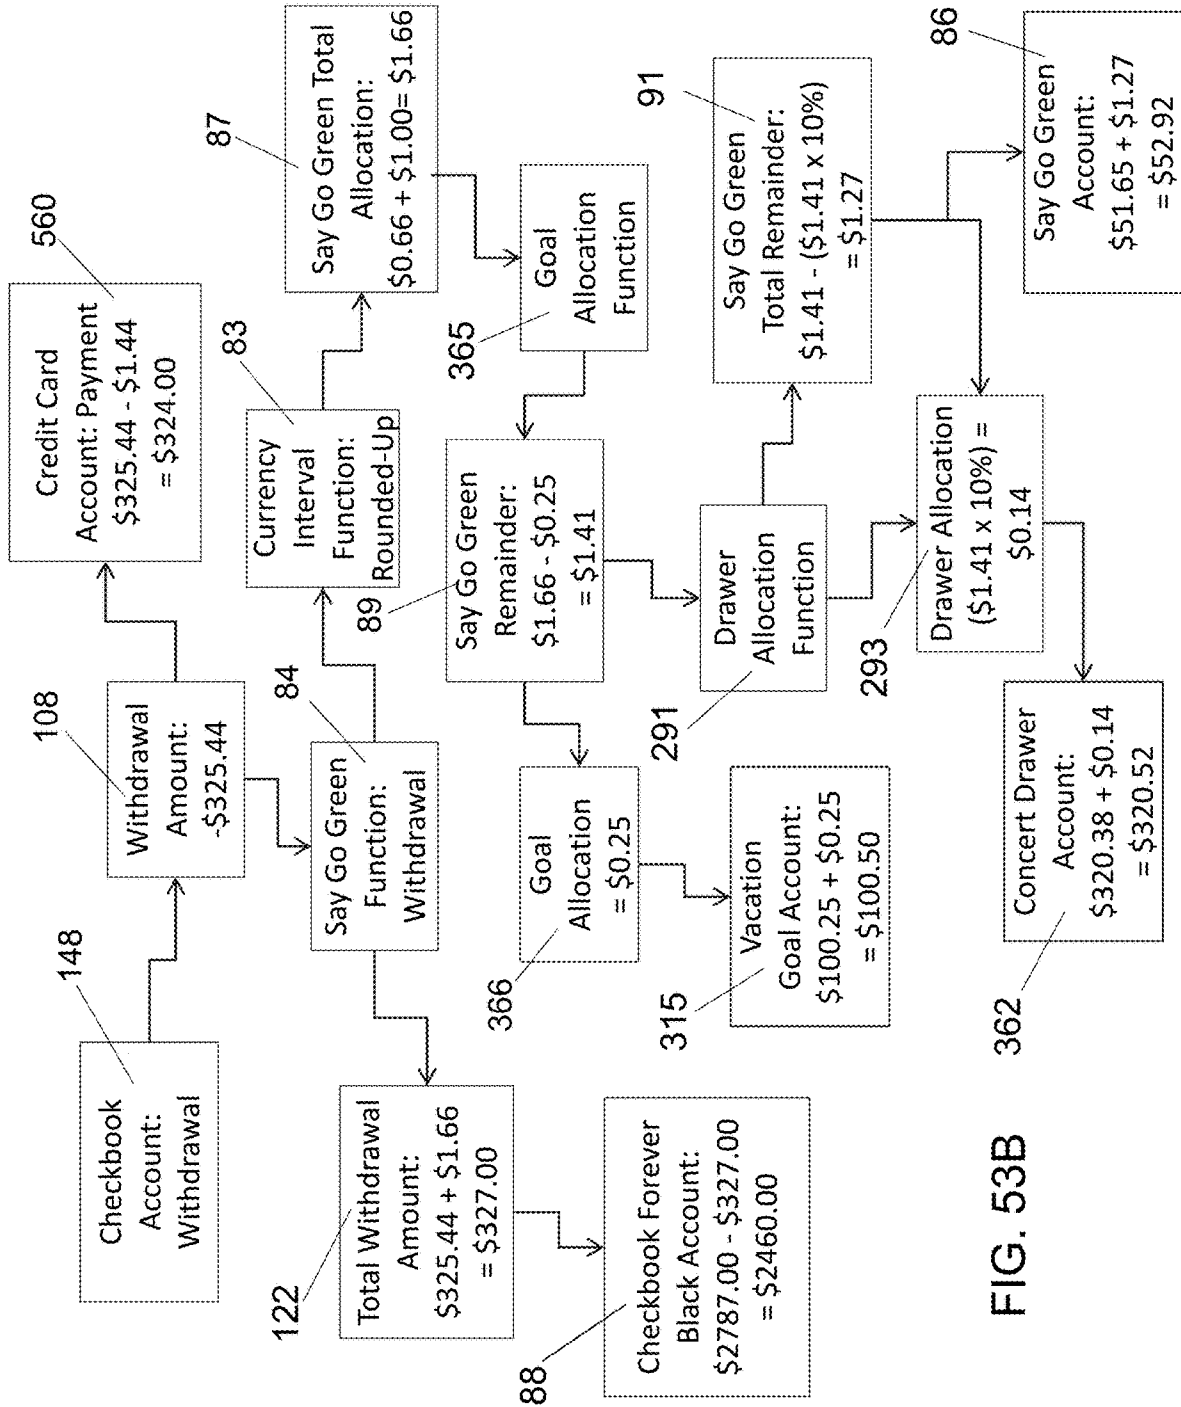 148
Checkbook
Account:
Withdrawal
108
Withdrawal
Amount:
-$325.44
560
Credit Card
Account: Payment
$325.44 - $1.44
= $324.00
122
Total Withdrawal
Amount:
$325.44 + $1.66
= $327.00
84
Say Go Green
Function:
Withdrawal
83
Currency
Interval
Function:
Rounded-Up
87
Say Go Green Total
Allocation:
$0.66 + $1.00= $1.66
88
Checkbook Forever
Black Account:
$2787.00 - $327.00
= $2460.00
366
Goal
Allocation
= $0.25
89
Say Go Green
Remainder:
$1.66 - $0.25
= $1.41
365
Goal
Allocation
Function
315
Vacation
Goal Account:
$100.25 + $0.25
= $100.50
291
Drawer
Allocation
Function
91
Say Go Green
Total Remainder:
$1.41 - ($1.41 x 10%)
= $1.27
362
Concert Drawer
Account:
$320.38 + $0.14
= $320.52
293
Drawer Allocation
($1.41 x 10%) =
$0.14
86
Say Go Green
Account:
$51.65 + $1.27
= $52.92
FIG. 53B